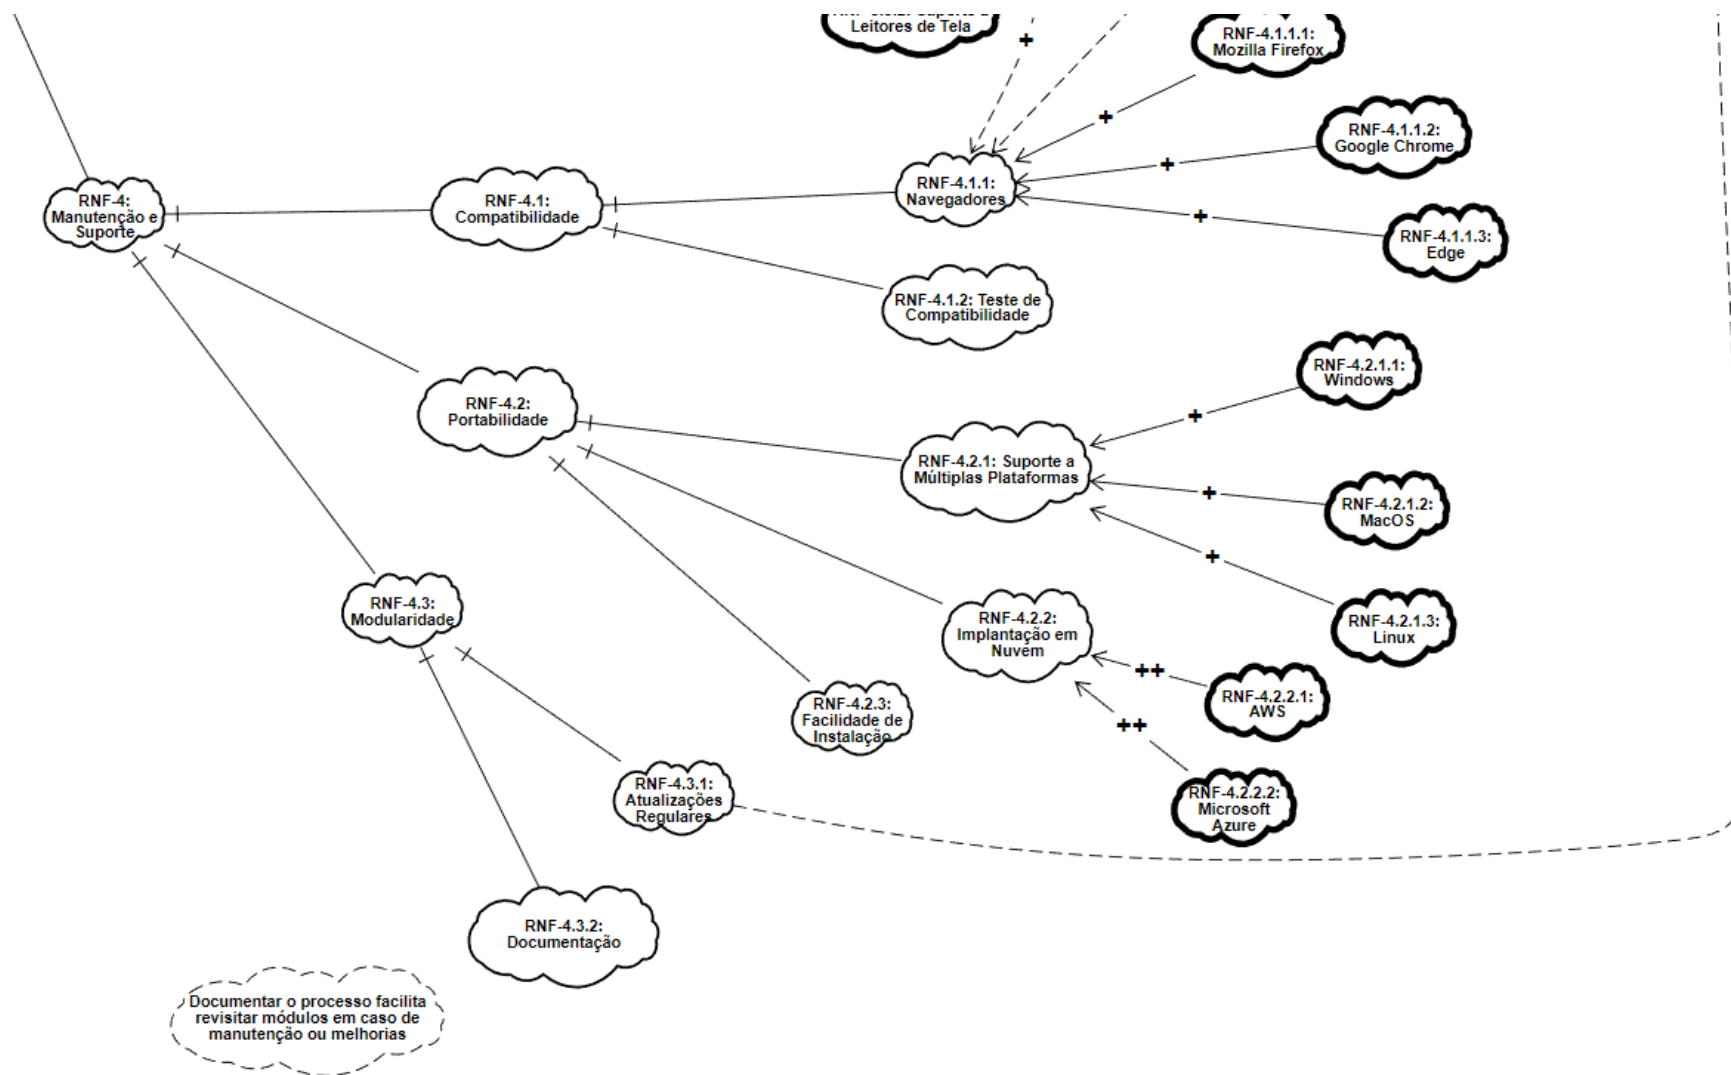 Leitores de Tela
+
RNF-4.1.1.1:
Mozilla Firefox
+
RNF-4.1.1.2:
Google Chrome
+
RNF-4:
Manutenção e
Suporte
RNF-4.1:
Compatibilidade
RNF-4.1.1:
Navegadores
+
RNF-4.1.1.3:
Edge
RNF-4.1.2: Teste de
Compatibilidade
RNF-4.2.1.1:
Windows
+
RNF-4.2:
Portabilidade
RNF-4.2.1: Suporte a
Múltiplas Plataformas
+
RNF-4.2.1.2:
MacOS
+
RNF-4.2.1.3:
Linux
RNF-4.3:
Modularidade
RNF-4.2.2:
Implantação em
Nuvem
++
RNF-4.2.2.1:
AWS
++
RNF-4.2.3:
Facilidade de
Instalação
RNF-4.3.1:
Atualizações
Regulares
RNF-4.2.2.2:
Microsoft
Azure
RNF-4.3.2:
Documentação
Documentar o processo facilita
revisitar módulos em caso de
manutenção ou melhorias